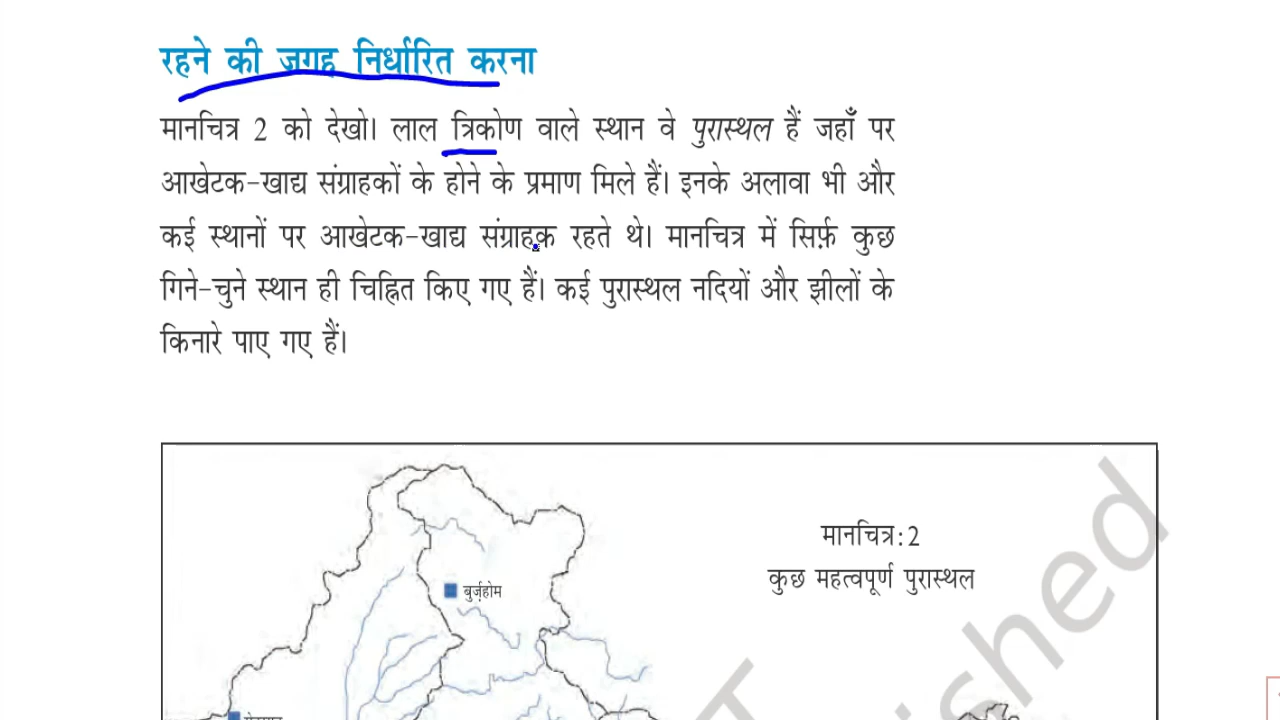 रहने की जगह निर्धारित करना
मानचित्र 2 को देखो। लाल त्रिकोण वाले स्थान वे पुरास्थल हैं जहाँ पर
आखेटक-खाद्य संग्राहकों के होने के प्रमाण मिले हैं। इनके अलावा भी और
कई स्थानों पर आखेटक-खाद्य संग्राहक रहते थे। मानचित्र में सिर्फ़ कुछ
गिने-चुने स्थान ही चिह्नित किए गए हैं। कई पुरास्थल नदियों और झीलों के
किनारे पाए गए हैं।
मानचित्र:2
कुछ महत्वपूर्ण पुरास्थल
बुर्ज़होम